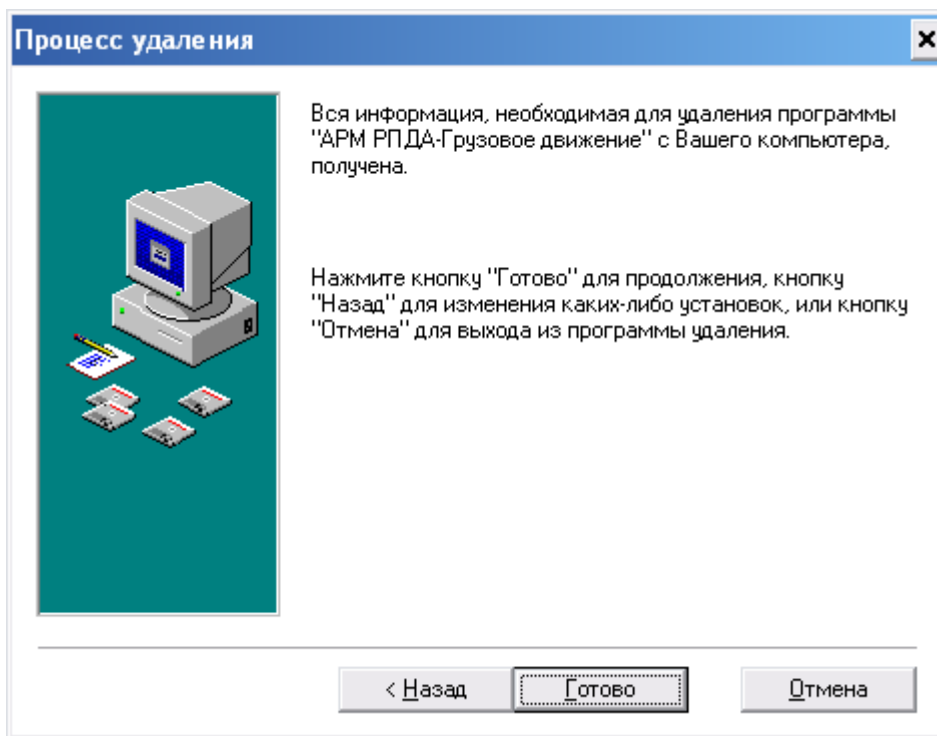 Процесс удаления
Вся информация, необходимая для удаления программы
"АРМ РПДА-Грузовое движение" с Вашего компьютера,
получена.
Нажмите кнопку "Готово" для продолжения, кнопку
"Назад" для изменения каких-либо установок, или кнопку
"Отмена" для выхода из программы удаления.
< Назад
Готово
Отмена